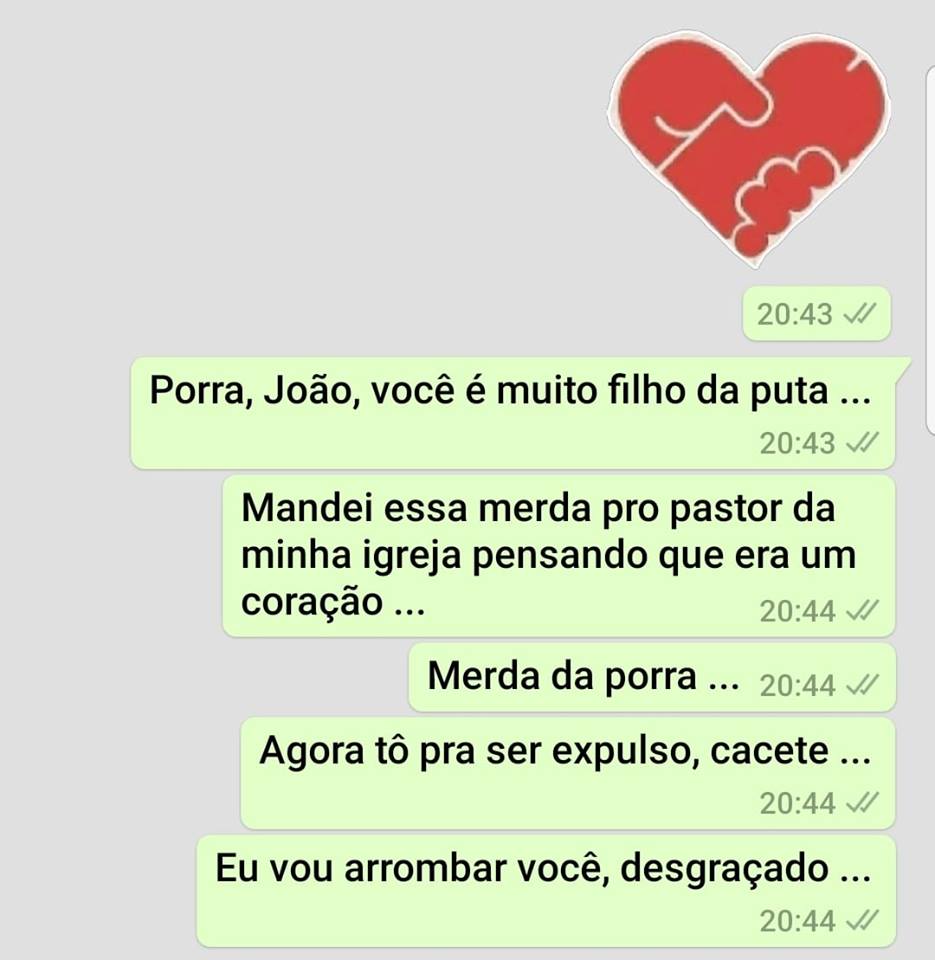 20:43
Porra, João, você é muito filho da puta ...
20:43
Mandei essa merda pro pastor da
minha igreja pensando que era um
coração ... 20:44
Merda da porra ... 20:44
Agora tô pra ser expulso, cacete ...
20:44
Eu vou arrombar você, desgraçado ...
20:44